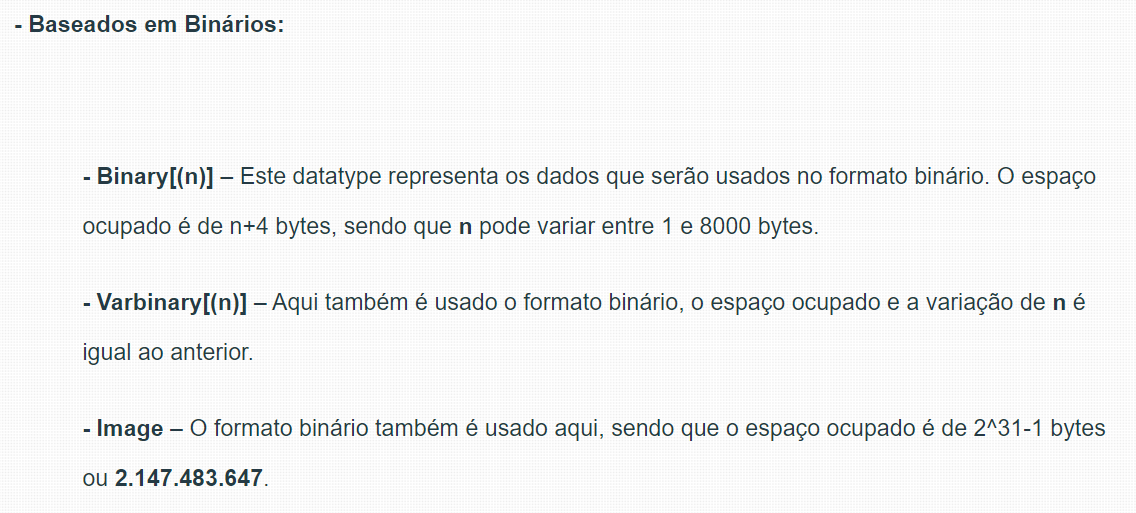 - Baseados em Binários:
- Binary[(n)] – Este datatype representa os dados que serão usados no formato binário. O espaço
ocupado é de n+4 bytes, sendo que n pode variar entre 1 e 8000 bytes.
- Varbinary[(n)] – Aqui também é usado o formato binário, o espaço ocupado e a variação de n é
igual ao anterior.
- Image – O formato binário também é usado aqui, sendo que o espaço ocupado é de 2^31-1 bytes
ou 2.147.483.647.